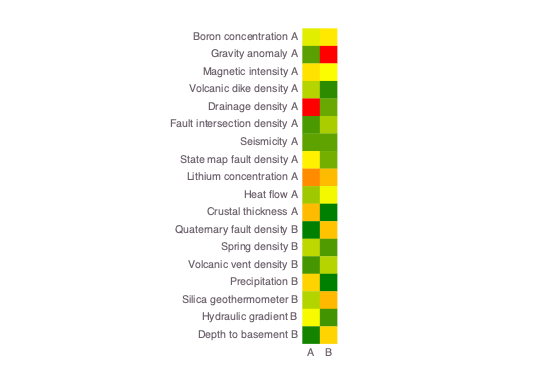 Boron concentration A
Gravity anomaly A
Magnetic intensity A
Volcanic dike density A
Drainage density A
Fault intersection density A
Seismicity A
State map fault density A
Lithium concentration A
Heat flow A
Crustal thickness A
Quaternary fault density B
Spring density B
Volcanic vent density B
Precipitation B
Silica geothermometer B
Hydraulic gradient B
Depth to basement B
A B